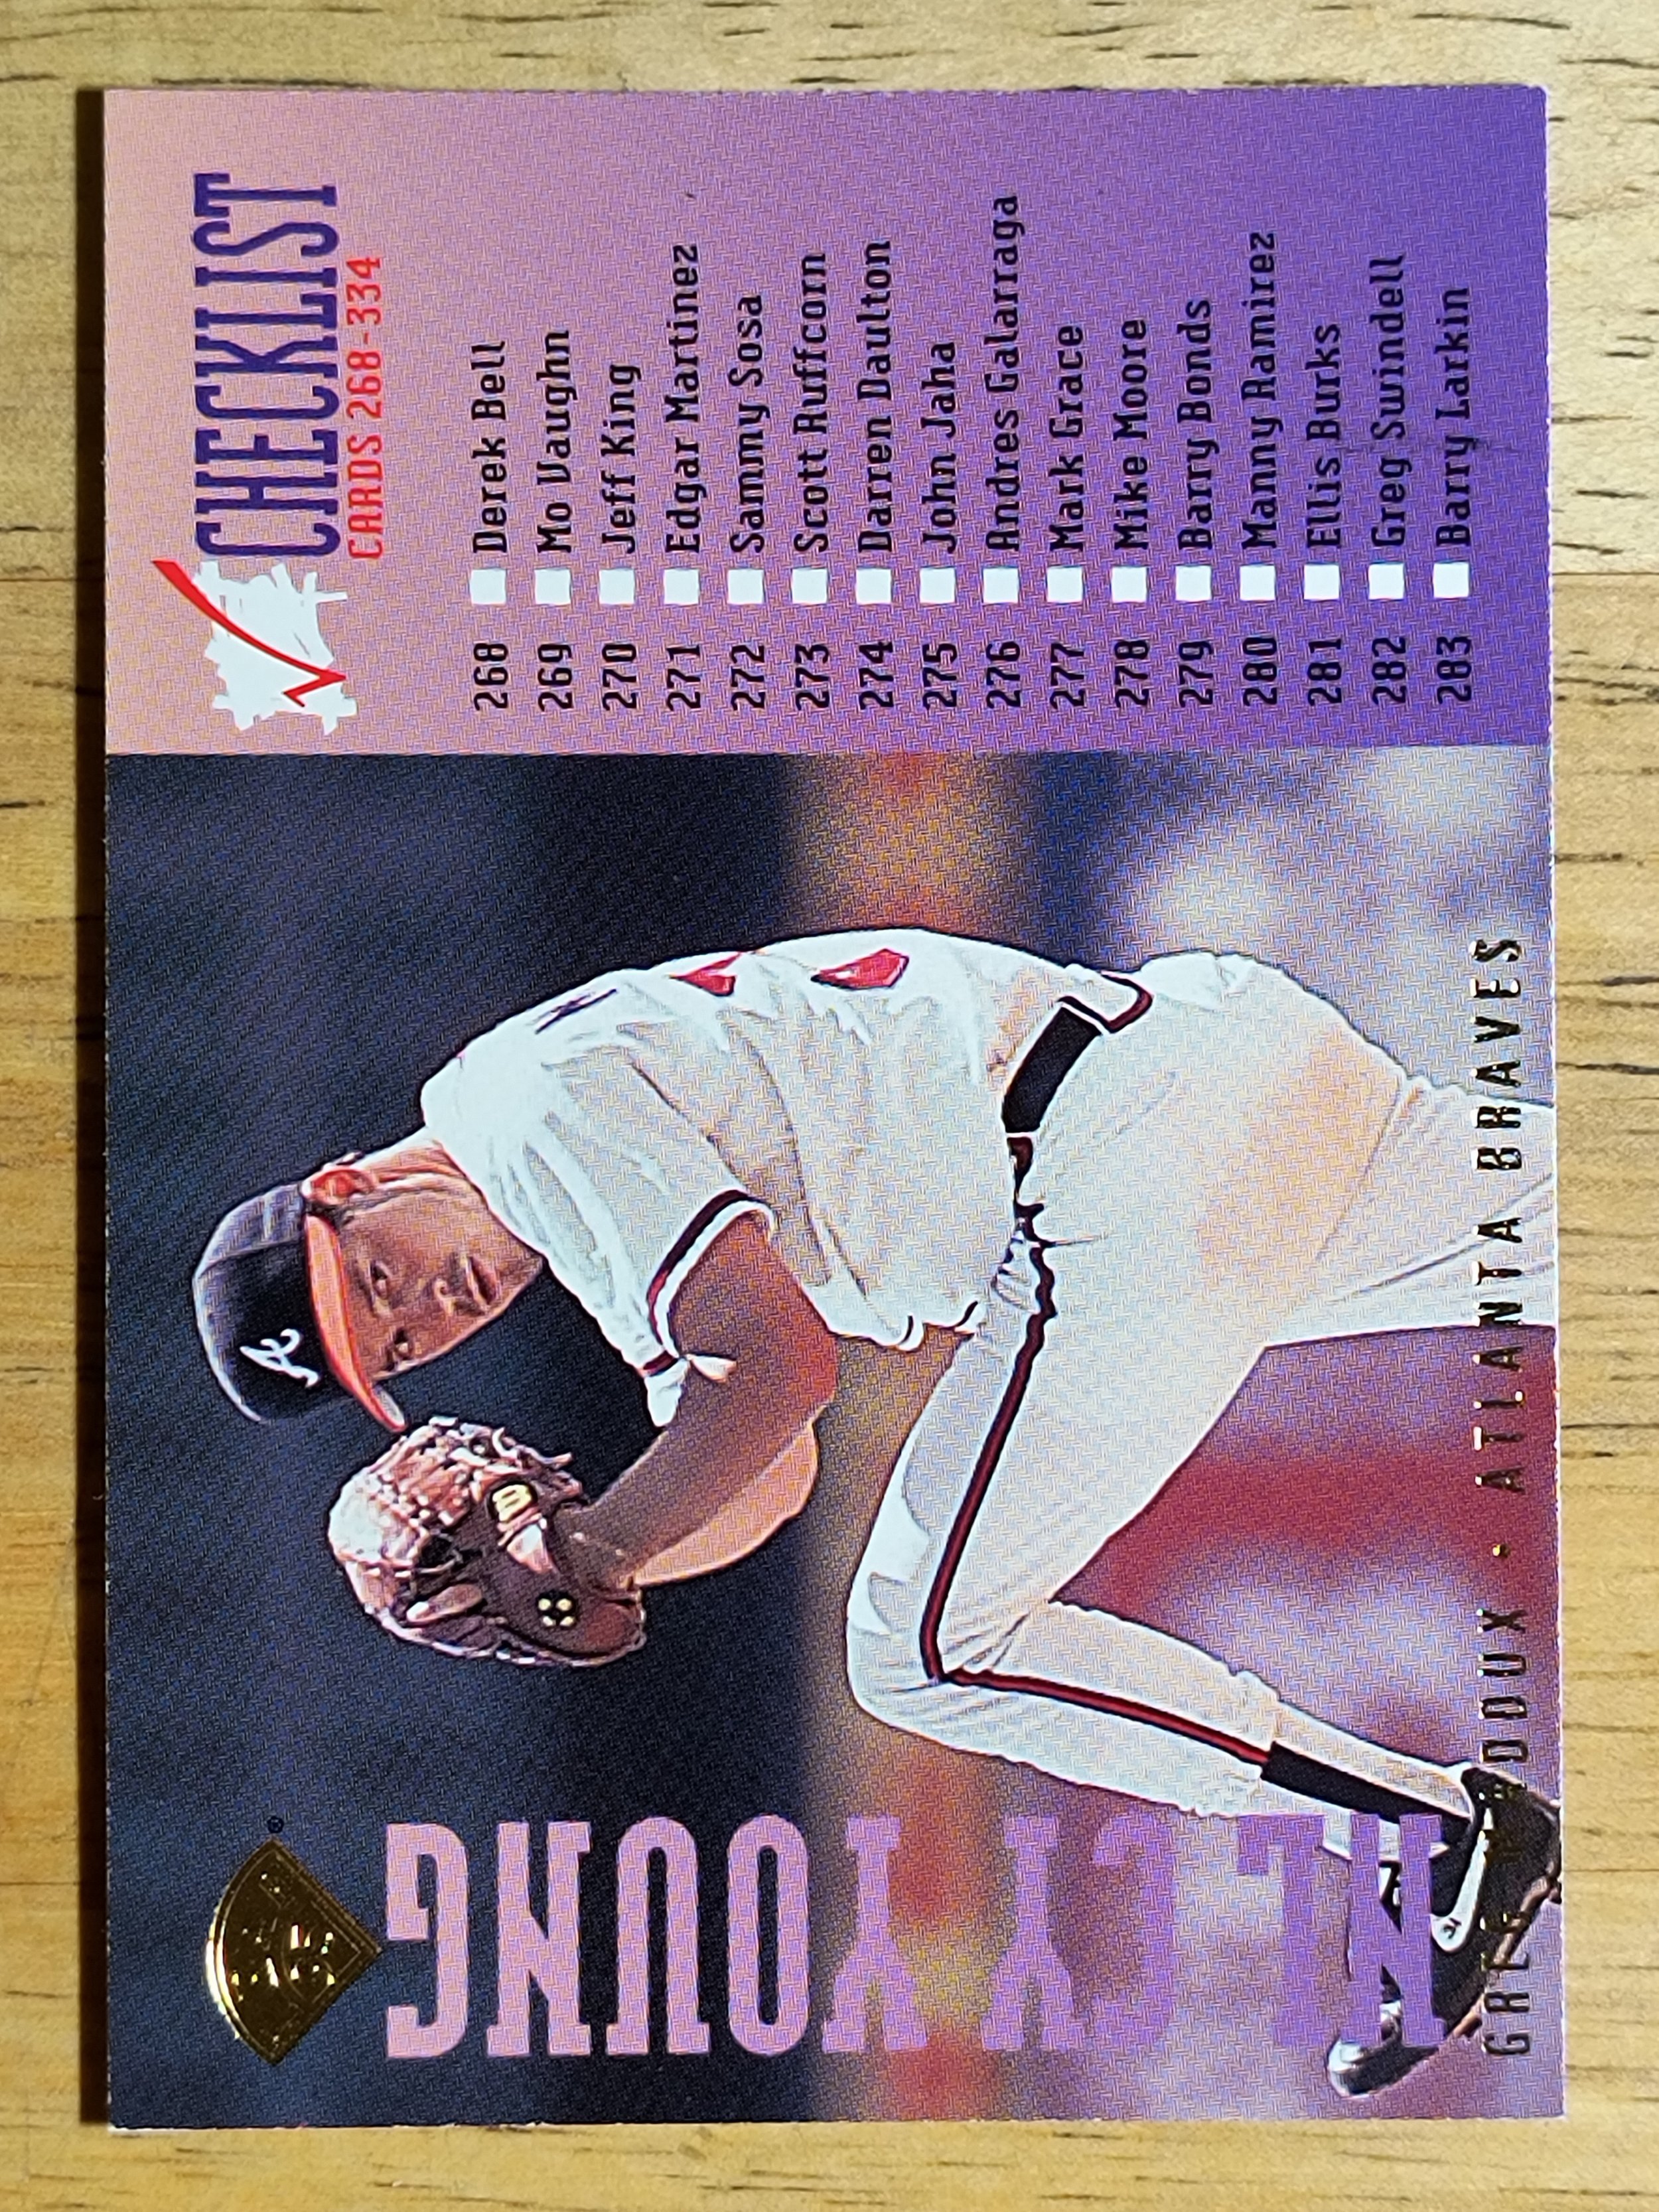 CHECKLIST
CARDS 268-334
268 Derek Bell
269 Mo Vaughn
270 Jeff King
271 Edgar Martinez
272 Sammy Sosa
273 Scott Ruffcorn
274 Darren Daulton
275 John Jaha
276 Andres Galarraga
277 Mark Grace
278 Mike Moore
279 Barry Bonds
280 Manny Ramirez
281 Ellis Burks
282 Greg Swindell
283 Barry Larkin
NL CY YOUNG
GREG MADDUX • ATLANTA BRAVES
A
®